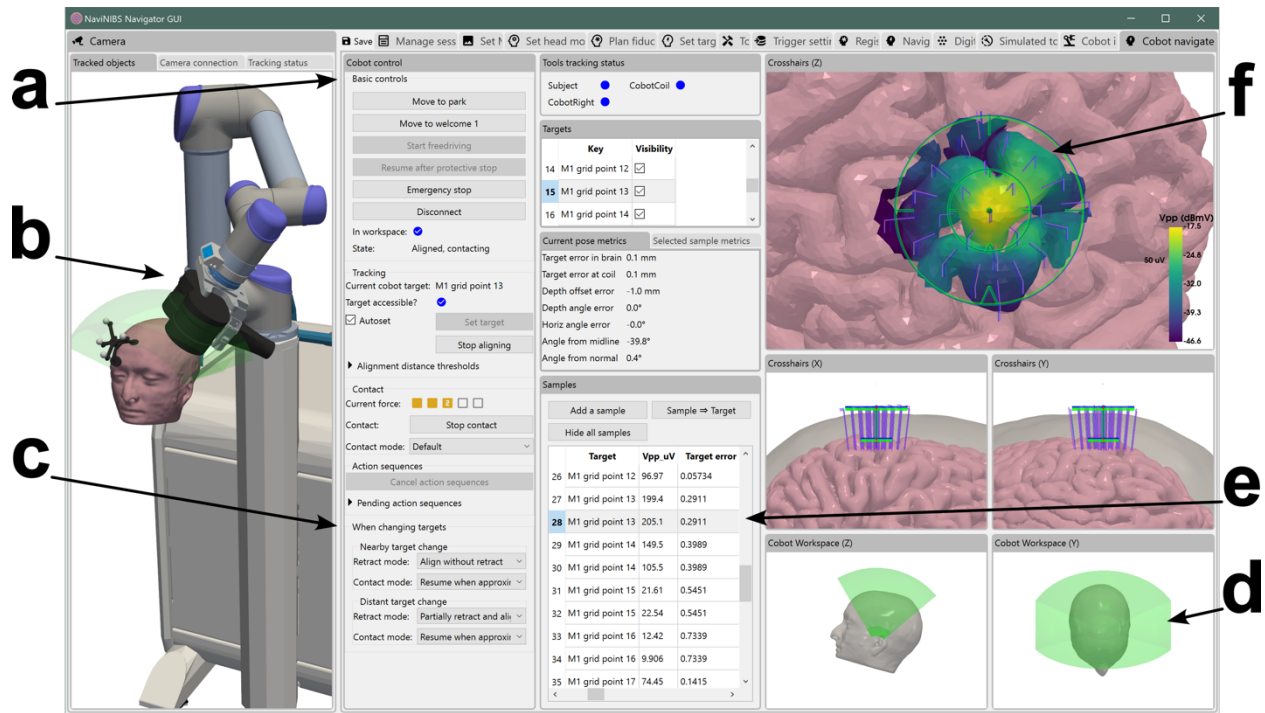 NaviNIBS Navigator GUI
Camera
Save Manage sess Set M Set head mo Plan fiduc Set targ To Trigger settin Regis Navig Digit Simulated to Cobot i Cobot navigate
Tracked objects Camera connection Tracking status
a
b
c
Cobot control
Basic controls
Move to park
Move to welcome 1
Start freedriving
Resume after protective stop
Emergency stop
Disconnect
In workspace:
State: Aligned, contacting
Tracking
Current cobot target: M1 grid point 13
Target accessible?
Autoset Set target
Stop aligning
Alignment distance thresholds
Contact
Current force: 2
Contact: Stop contact
Contact mode: Default
Action sequences
Cancel action sequences
Pending action sequences
When changing targets
Nearby target change
Retract mode: Align without retract
Contact mode: Resume when approxin
Distant target change
Retract mode: Partially retract and alig
Contact mode: Resume when approxin
Tools tracking status
Subject CobotCoil
CobotRight
Targets
Key Visibility
14 M1 grid point 12
15 M1 grid point 13
16 M1 grid point 14
Current pose metrics Selected sample metrics
Target error in brain 0.1 mm
Target error at coil 0.1 mm
Depth offset error -1.0 mm
Depth angle error 0.0°
Horiz angle error -0.0°
Angle from midline -39.8°
Angle from normal 0.4°
Samples
Add a sample Sample ⇒ Target
Hide all samples
Target Vpp_uV Target error
26 M1 grid point 12 96.97 0.05734
27 M1 grid point 13 199.4 0.2911
28 M1 grid point 13 205.1 0.2911
29 M1 grid point 14 149.5 0.3989
30 M1 grid point 14 105.5 0.3989
31 M1 grid point 15 21.61 0.5451
32 M1 grid point 15 22.54 0.5451
33 M1 grid point 16 12.42 0.7339
34 M1 grid point 16 9.906 0.7339
35 M1 grid point 17 74.45 0.1415
Crosshairs (Z)
Vpp (dBmV)
-17.5
50 uV -24.8
-32.0
-39.3
-46.6
Crosshairs (X)
Crosshairs (Y)
Cobot Workspace (Z)
Cobot Workspace (Y)
f
e
d